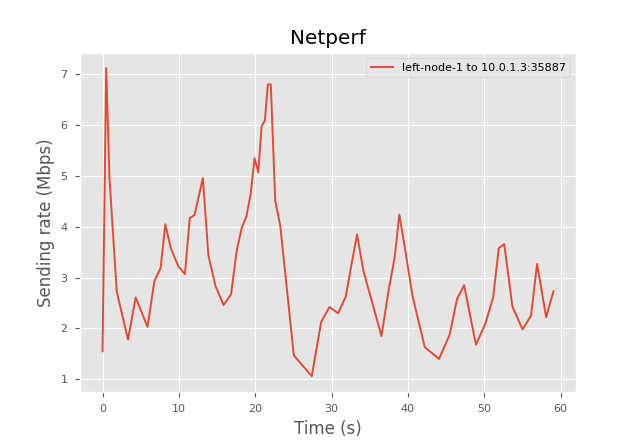 Netperf
left-node-1 to 10.0.1.3:35887
Sending rate (Mbps)
7
6
5
4
3
2
1
0 10 20 30 40 50 60
Time (s)